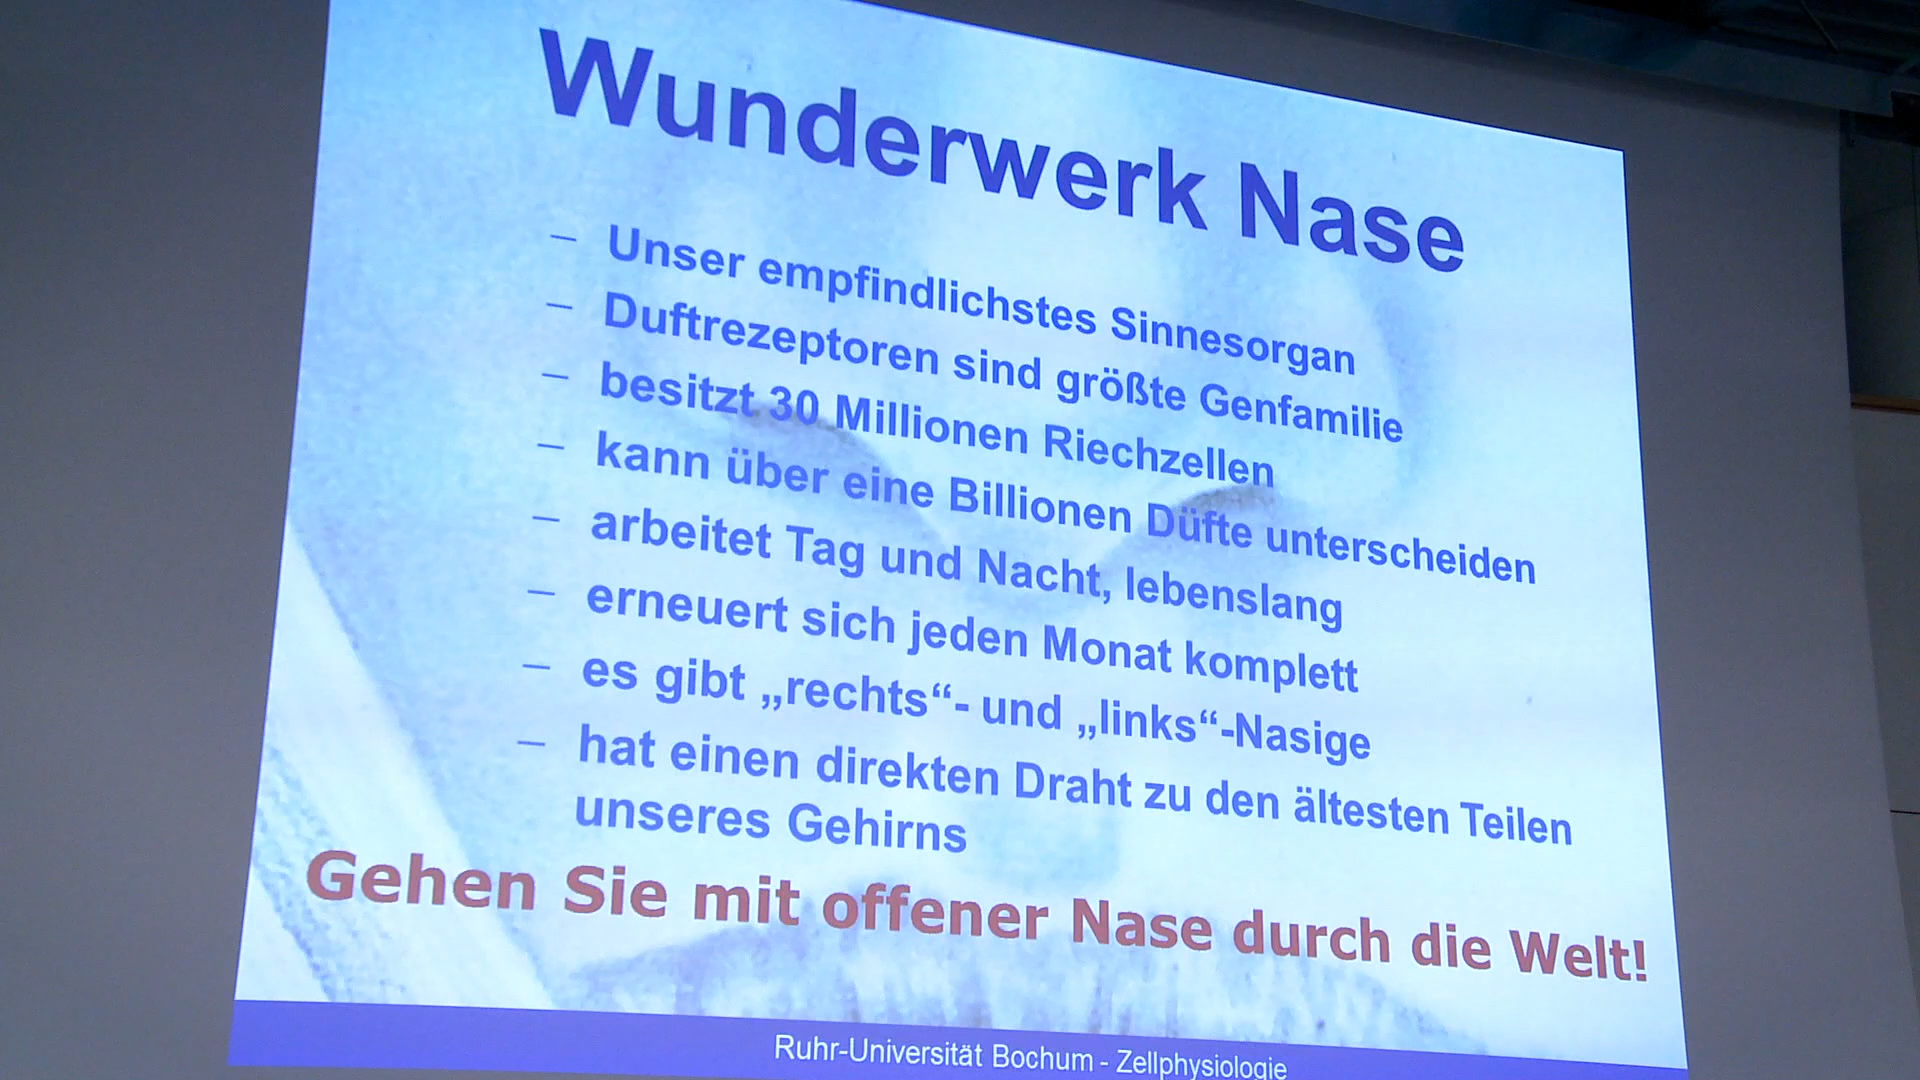 Wunderwerk Nase
– Unser empfindlichstes Sinnesorgan
– Duftrezeptoren sind größte Genfamilie
– besitzt 30 Millionen Riechzellen
– kann über eine Billionen Düfte unterscheiden
– arbeitet Tag und Nacht, lebenslang
– erneuert sich jeden Monat komplett
– es gibt „rechts“- und „links“-Nasige
– hat einen direkten Draht zu den ältesten Teilen
unseres Gehirns
Gehen Sie mit offener Nase durch die Welt!
Ruhr-Universität Bochum - Zellphysiologie